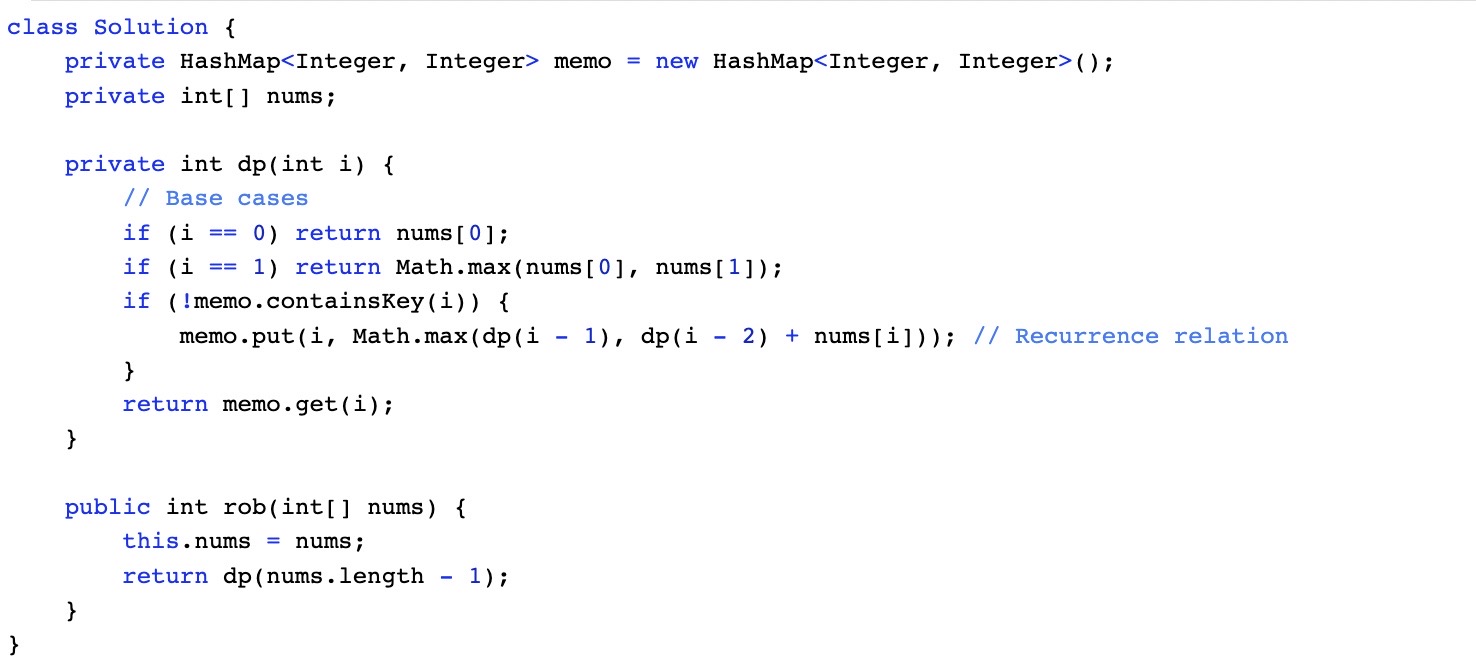 class Solution {
    private HashMap<Integer, Integer> memo = new HashMap<Integer, Integer>();
    private int[] nums;

    private int dp(int i) {
        // Base cases
        if (i == 0) return nums[0];
        if (i == 1) return Math.max(nums[0], nums[1]);
        if (!memo.containsKey(i)) {
            memo.put(i, Math.max(dp(i - 1), dp(i - 2) + nums[i])); // Recurrence relation
        }
        return memo.get(i);
    }

    public int rob(int[] nums) {
        this.nums = nums;
        return dp(nums.length - 1);
    }
}